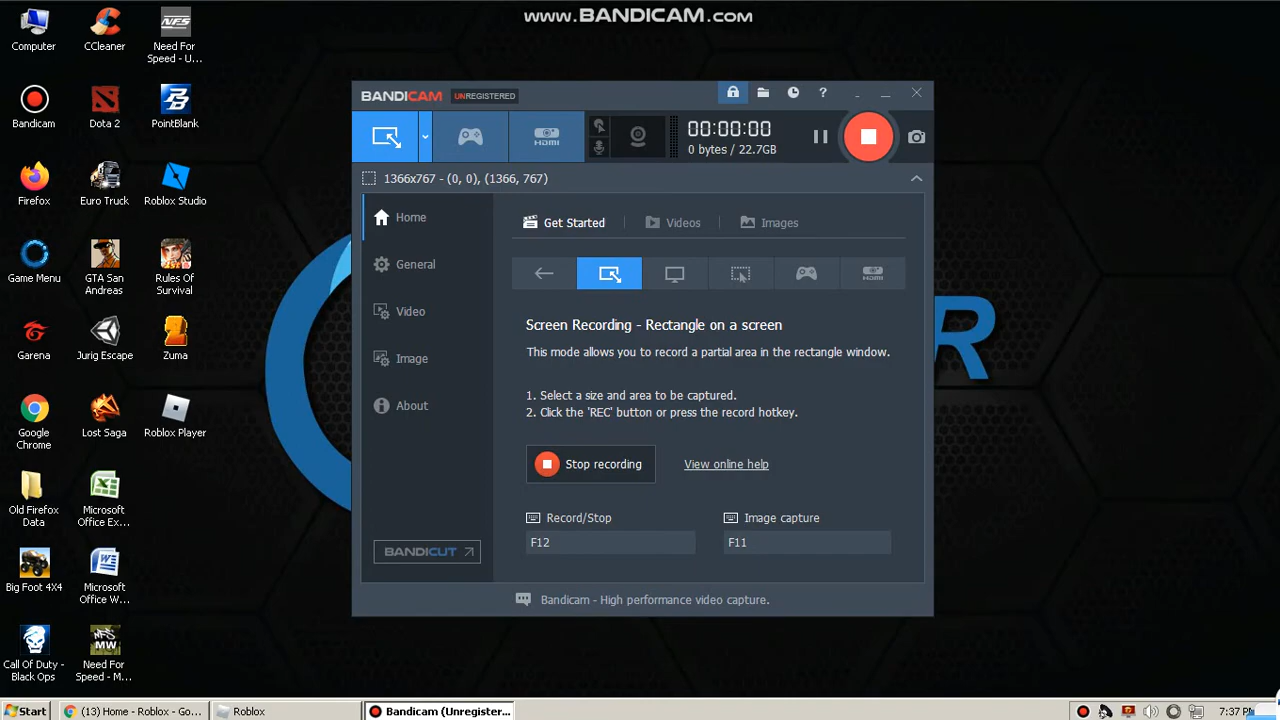 www.BANDICAM.com
Computer
CCleaner
Need For
Speed - U...
Bandicam
Dota 2
PointBlank
Firefox
Euro Truck
Roblox Studio
Game Menu
GTA San
Andreas
Rules Of
Survival
Garena
Jurig Escape
Zuma
Google
Chrome
Lost Saga
Roblox Player
Old Firefox
Data
Microsoft
Office Ex...
Big Foot 4X4
Microsoft
Office W...
Call Of Duty -
Black Ops
Need For
Speed - M...
NFS
MW
R
BANDICAM UNREGISTERED
HDMI
00:00:00
0 bytes / 22.7GB
1366x767 - (0, 0), (1366, 767)
Home
General
Video
Image
About
BANDICUT
Get Started
Videos
Images
HDMI
Screen Recording - Rectangle on a screen
This mode allows you to record a partial area in the rectangle window.
1. Select a size and area to be captured.
2. Click the 'REC' button or press the record hotkey.
Stop recording
View online help
Record/Stop
Image capture
F12
F11
Bandicam - High performance video capture.
Start
(13) Home - Roblox - Go...
Roblox
Bandicam (Unregister...
7:37 PM